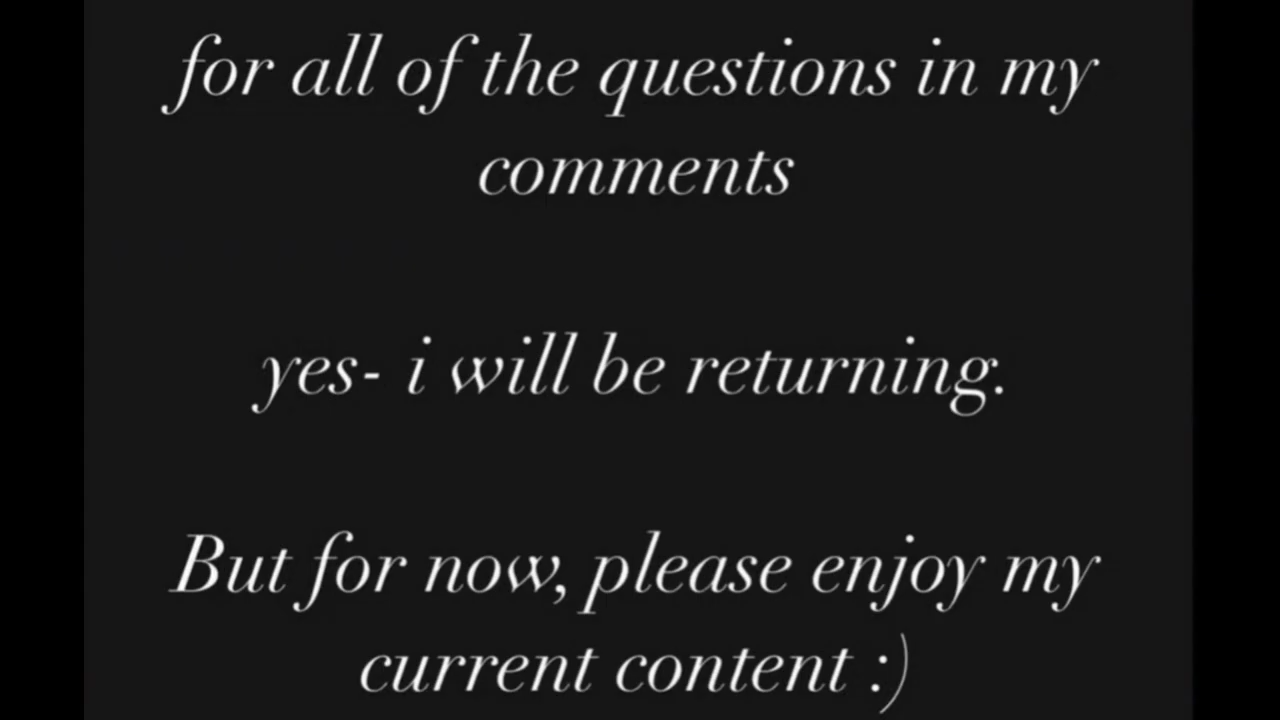 for all of the questions in my
comments
yes- i will be returning.
But for now, please enjoy my
current content :)